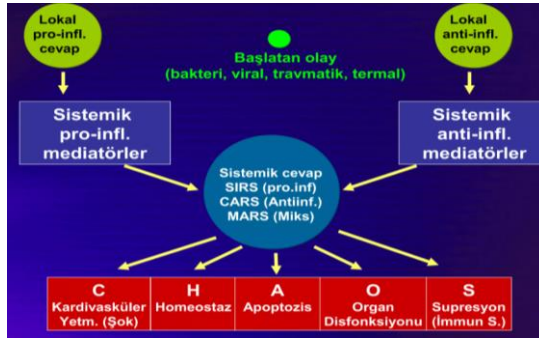 Lokal
pro-infl.
cevap
Başlatan olay
(bakteri, viral, travmatik, termal)
Lokal
anti-infl.
cevap
Sistemik
pro-infl.
mediatörler
Sistemik
anti-infl.
mediatörler
Sistemik cevap
SIRS (pro.inf)
CARS (Antiinf.)
MARS (Miks)
C
Kardivasküler
Yetm. (Şok)
H
Homeostaz
A
Apoptozis
O
Organ
Disfonksiyonu
S
Supresyon
(İmmun S.)